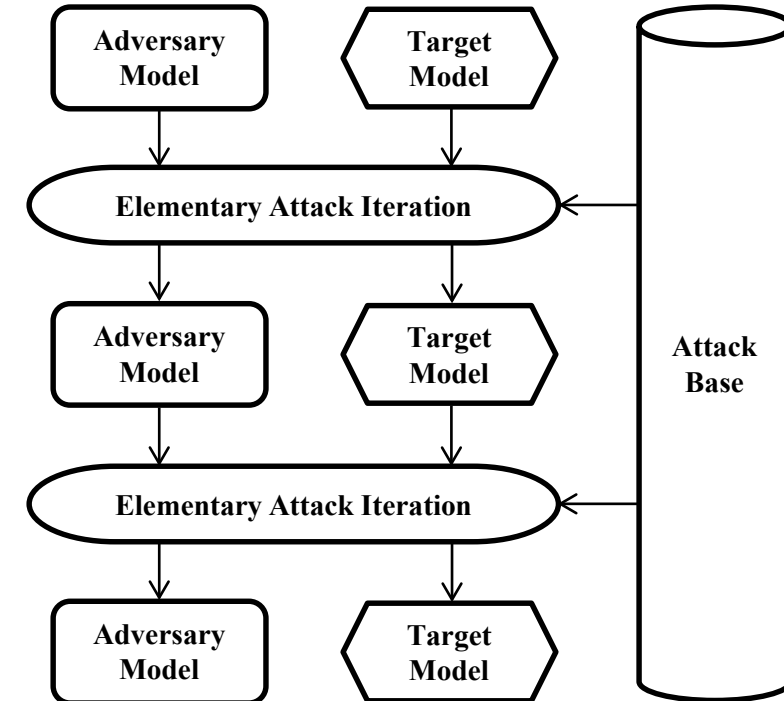 Adversary
Model
Target
Model
Elementary Attack Iteration
Adversary
Model
Target
Model
Attack
Base
Elementary Attack Iteration
Adversary
Model
Target
Model